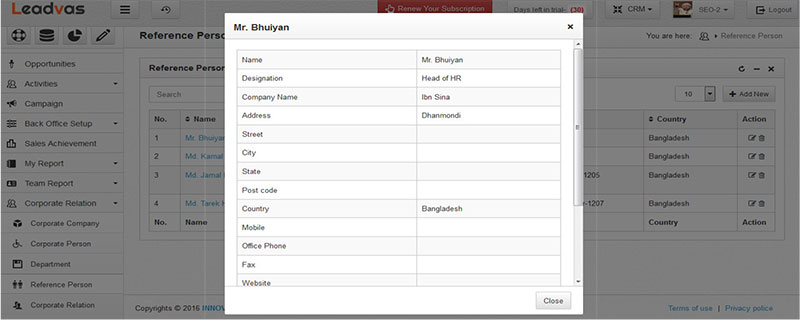 Leadvas
Renew Your Subscription
Days left in trial- (30)
CRM
SEO-2
Logout
Reference Perso
You are here:
Reference Person
Mr. Bhuiyan
×
Opportunities
Activities
Campaign
Back Office Setup
Sales Achievement
My Report
Team Report
Corporate Relation
Corporate Company
Corporate Person
Department
Reference Person
Corporate Relation
Reference Perso
Search
10
Add New
No. Name Country Action
1 Mr. Bhuiyan Bangladesh
2 Md. Kamal Bangladesh
3 Md. Jamal -1205 Bangladesh
4 Md. Tarek r-1207 Bangladesh
No. Name Country Action
Name Mr. Bhuiyan
Designation Head of HR
Company Name Ibn Sina
Address Dhanmondi
Street
City
State
Post code
Country Bangladesh
Mobile
Office Phone
Fax
Website
Close
Copyrights © 2016 INNOV
Terms of use | Privacy policy